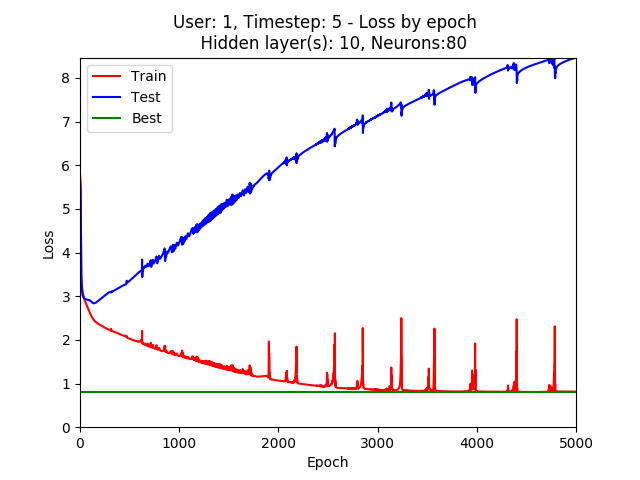 User: 1, Timestep: 5 - Loss by epoch
Hidden layer(s): 10, Neurons:80
Train
Test
Best
8
7
6
5
4
3
2
1
0
Loss
0 1000 2000 3000 4000 5000
Epoch